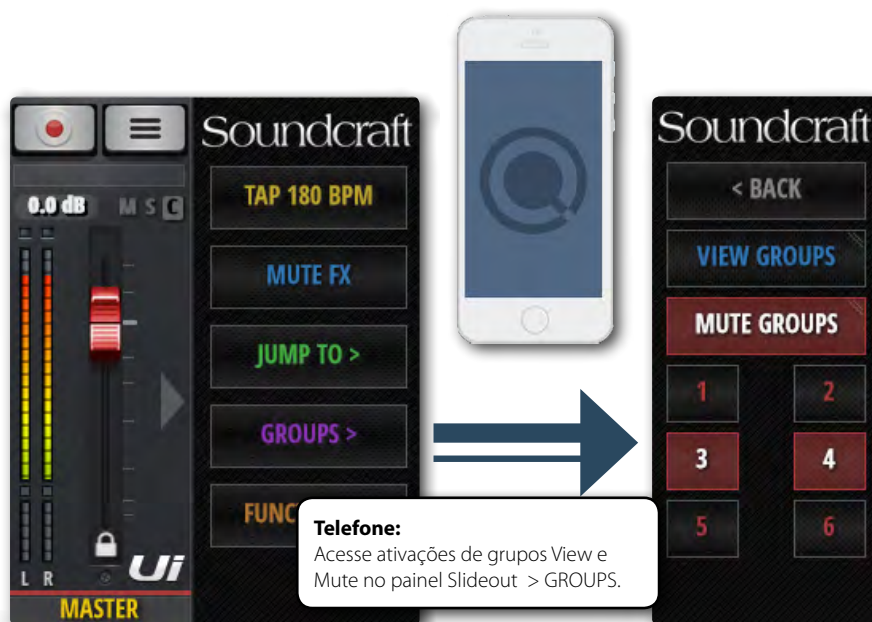 Soundcraft
0.0 dB M S C
TAP 180 BPM
MUTE FX
JUMP TO >
GROUPS >
FUNC
L R
Ui
MASTER
Telefone:
Acesse ativações de grupos View e
Mute no painel Slideout > GROUPS.
Soundcraft
< BACK
VIEW GROUPS
MUTE GROUPS
1 2
3 4
5 6